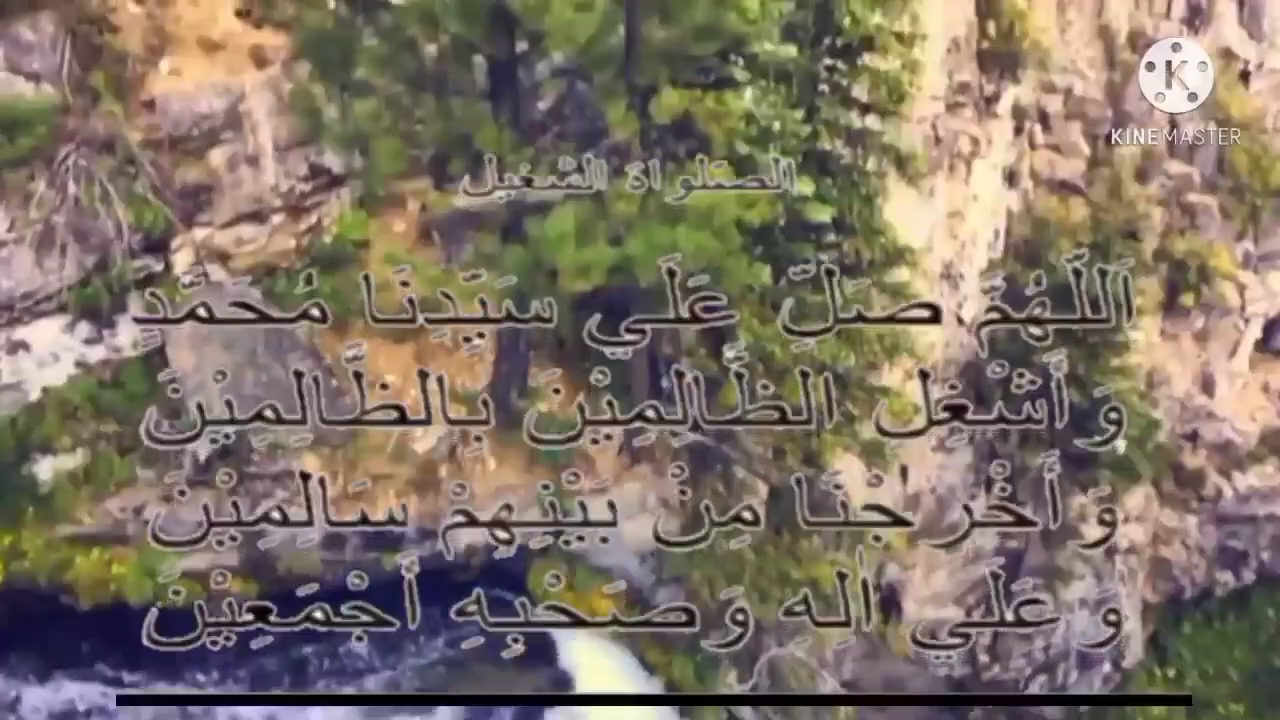 KINEMASTER
الصلواة الشغيل
اَللّٰهُمَّ صَلِّ عَلَي سَيِّدِنَا مُحَمَّدٍ
وَأَشْغِلِ الظَّالِمِيْنَ بِالظَّالِمِيْنَ
وَأَخْرِجْنَا مِنْ بَيْنِهِمْ سَالِمِيْنَ
وَعَلَي اٰلِهِ وَصَحْبِهِ أَجْمَعِيْنَ